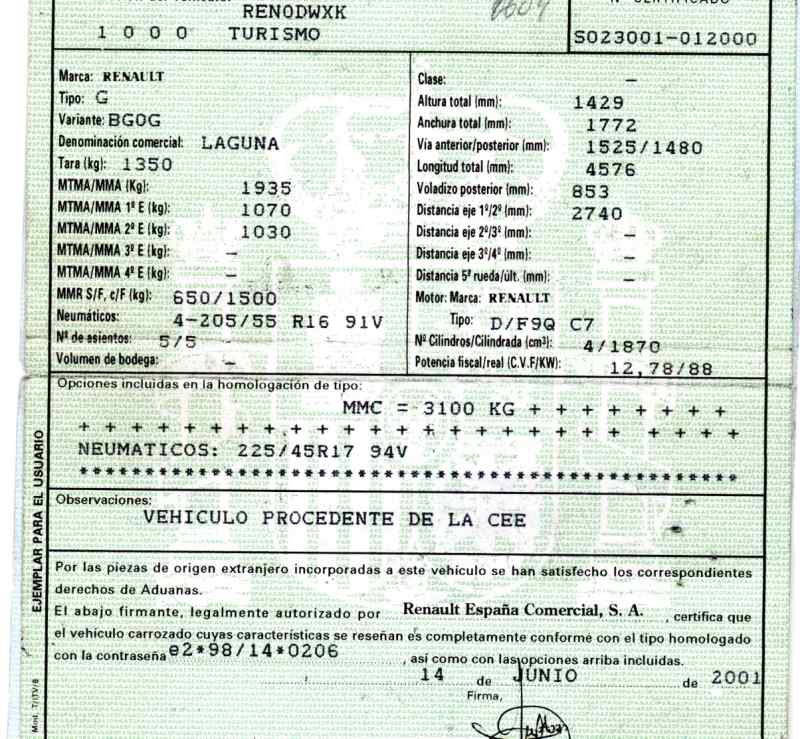 RENODWXK
1 0 0 0 TURISMO
Nº CERTIFICADO
S023001-012000
Marca: RENAULT
Tipo: G
Variante: BG0G
Denominación comercial: LAGUNA
Tara (kg): 1350
MTMA/MMA (Kg): 1935
MTMA/MMA 1º E (kg): 1070
MTMA/MMA 2º E (kg): 1030
MTMA/MMA 3º E (kg): –
MTMA/MMA 4º E (kg): –
MMR S/F, c/F (kg): 650/1500
Neumáticos: 4-205/55 R16 91V
Nº de asientos: 5/5
Volumen de bodega: –
Clase: –
Altura total (mm): 1429
Anchura total (mm): 1772
Vía anterior/posterior (mm): 1525/1480
Longitud total (mm): 4576
Voladizo posterior (mm): 853
Distancia eje 1º/2º (mm): 2740
Distancia eje 2º/3º (mm): –
Distancia eje 3º/4º (mm): –
Distancia 5ª rueda/últ. (mm): –
Motor: Marca: RENAULT
Tipo: D/F9Q C7
Nº Cilindros/Cilindrada (cm³): 4/1870
Potencia fiscal/real (C.V.F/KW): 12,78/88
Opciones incluidas en la homologación de tipo:
MMC = 3100 KG + + + + + + + +
+ + + + + + + + + + + + + + + + + + + + + + + + +
NEUMATICOS: 225/45R17 94V
**************************************************
Observaciones:
VEHICULO PROCEDENTE DE LA CEE
Por las piezas de origen extranjero incorporadas a este vehículo se han satisfecho los correspondientes
derechos de Aduanas.
El abajo firmante, legalmente autorizado por Renault España Comercial, S. A. , certifica que
el vehículo carrozado cuyas características se reseñan es completamente conforme con el tipo homologado
con la contraseña e2*98/14*0206 , así como con las opciones arriba incluidas.
14 de JUNIO de 2001
Firma,
EJEMPLAR PARA EL USUARIO
Mod. T/ITV/8